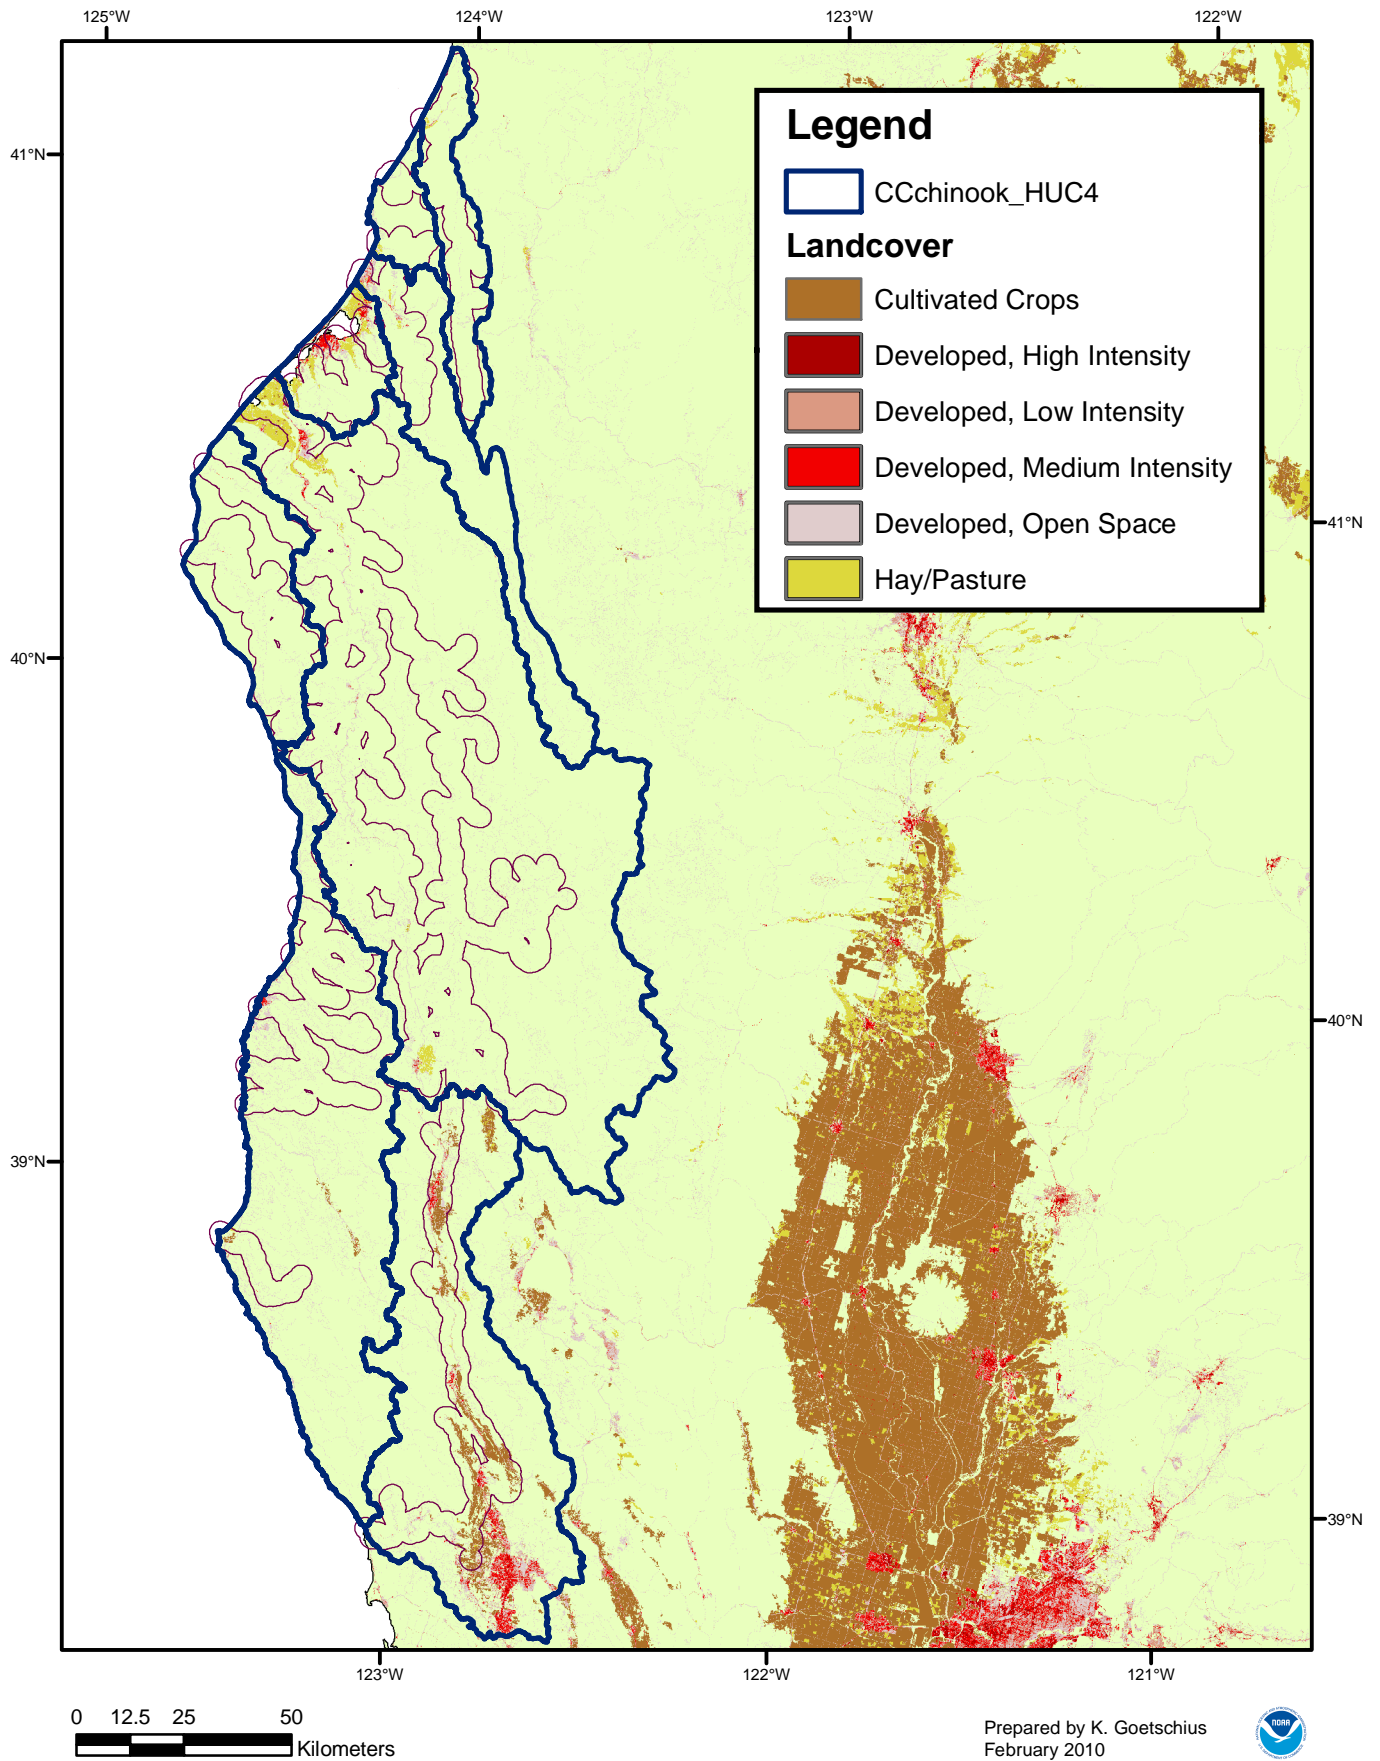 125°W
124°W
123°W
122°W
41°N
40°N
39°N
Legend
CCchinook_HUC4
Landcover
Cultivated Crops
Developed, High Intensity
Developed, Low Intensity
Developed, Medium Intensity
Developed, Open Space
Hay/Pasture
41°N
40°N
39°N
123°W
122°W
121°W
0 12.5 25 50
Kilometers
Prepared by K. Goetschius
February 2010
NOAA